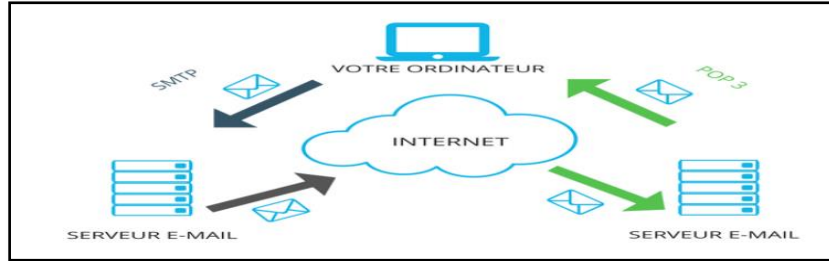 SMTP
VOTRE ORDINATEUR
POP 3
INTERNET
SERVEUR E-MAIL
SERVEUR E-MAIL